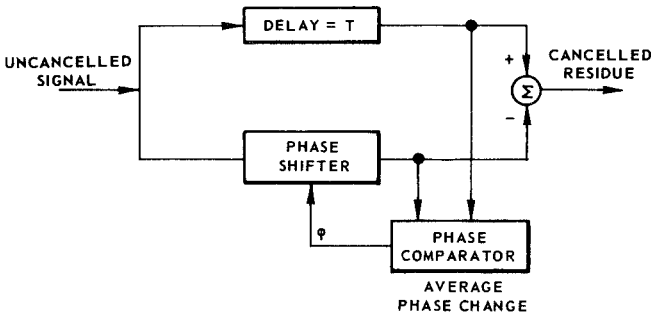 DELAY = T
UNCANCELLED
SIGNAL
+
CANCELLED
RESIDUE
Σ
-
PHASE
SHIFTER
φ
PHASE
COMPARATOR
AVERAGE
PHASE CHANGE